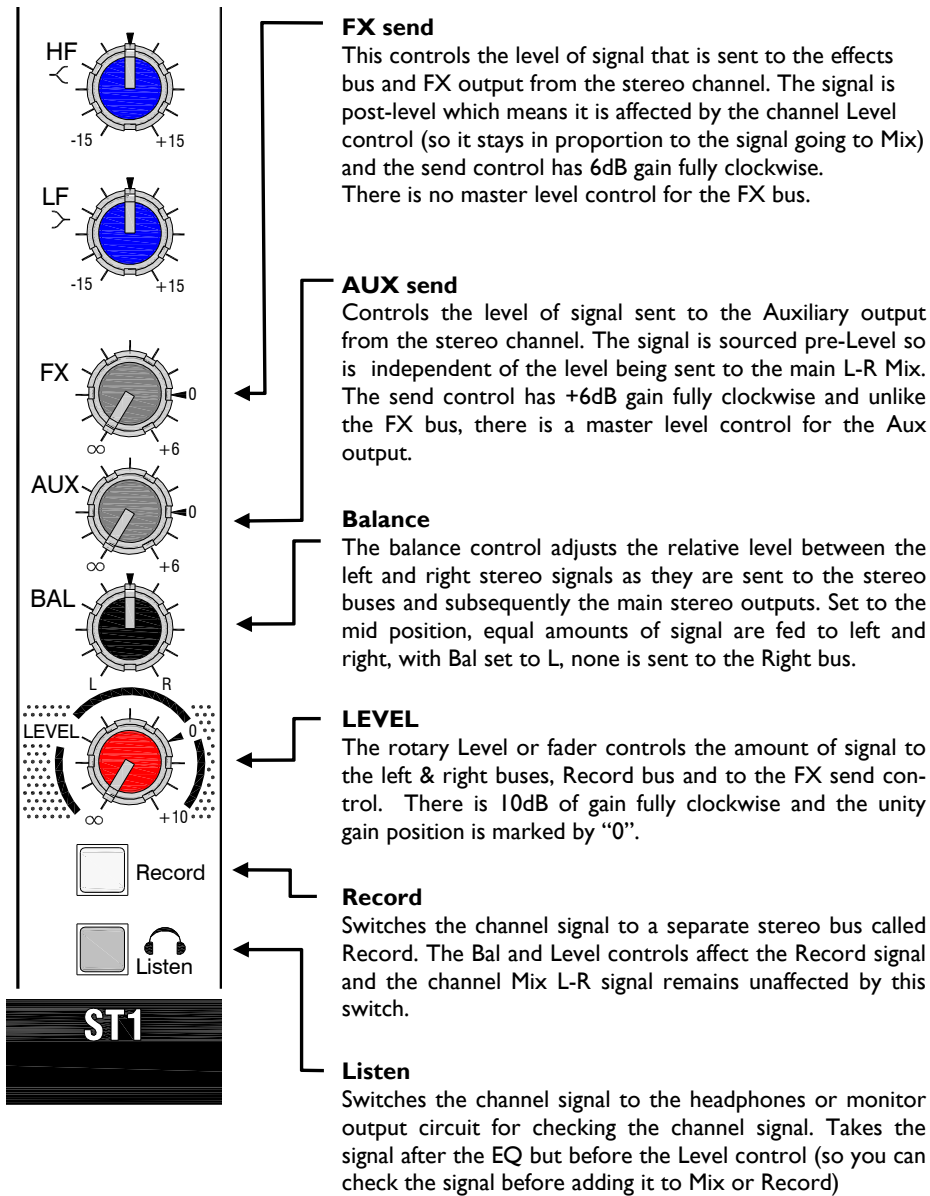 HF
-15 +15
LF
-15 +15
FX
0
∞ +6
AUX
0
∞ +6
BAL
L R
LEVEL 0
∞ +10
Record
Listen
ST1
FX send
This controls the level of signal that is sent to the effects
bus and FX output from the stereo channel. The signal is
post-level which means it is affected by the channel Level
control (so it stays in proportion to the signal going to Mix)
and the send control has 6dB gain fully clockwise.
There is no master level control for the FX bus.
AUX send
Controls the level of signal sent to the Auxiliary output
from the stereo channel. The signal is sourced pre-Level so
is independent of the level being sent to the main L-R Mix.
The send control has +6dB gain fully clockwise and unlike
the FX bus, there is a master level control for the Aux
output.
Balance
The balance control adjusts the relative level between the
left and right stereo signals as they are sent to the stereo
buses and subsequently the main stereo outputs. Set to the
mid position, equal amounts of signal are fed to left and
right, with Bal set to L, none is sent to the Right bus.
LEVEL
The rotary Level or fader controls the amount of signal to
the left & right buses, Record bus and to the FX send con-
trol. There is 10dB of gain fully clockwise and the unity
gain position is marked by “0”.
Record
Switches the channel signal to a separate stereo bus called
Record. The Bal and Level controls affect the Record signal
and the channel Mix L-R signal remains unaffected by this
switch.
Listen
Switches the channel signal to the headphones or monitor
output circuit for checking the channel signal. Takes the
signal after the EQ but before the Level control (so you can
check the signal before adding it to Mix or Record)